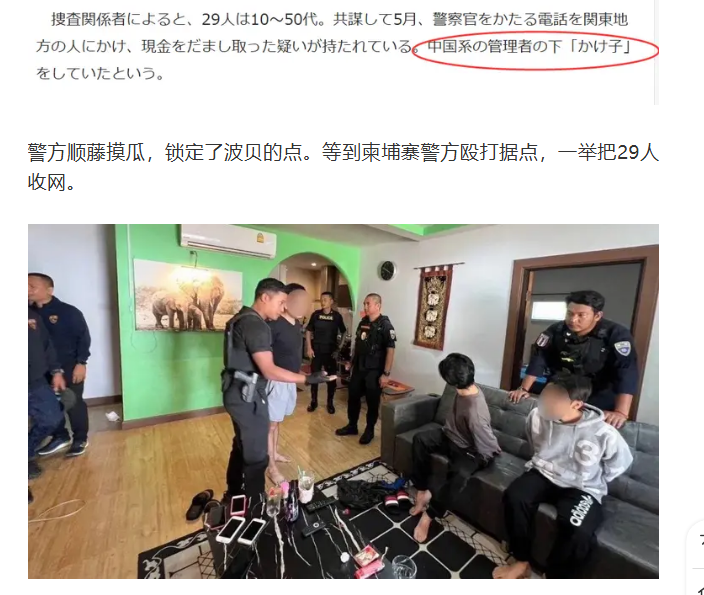 捜査関係者によると、29人は10～50代。共謀して5月、警察官をかたる電話を関東地
方の人にかけ、現金をだまし取った疑いが持たれている。中国系の管理者の下「かけ子」
をしていたという。
警方顺藤摸瓜，锁定了波贝的点。等到柬埔寨警方殴打据点，一举把29人
收网。
POLICE
3
adidas